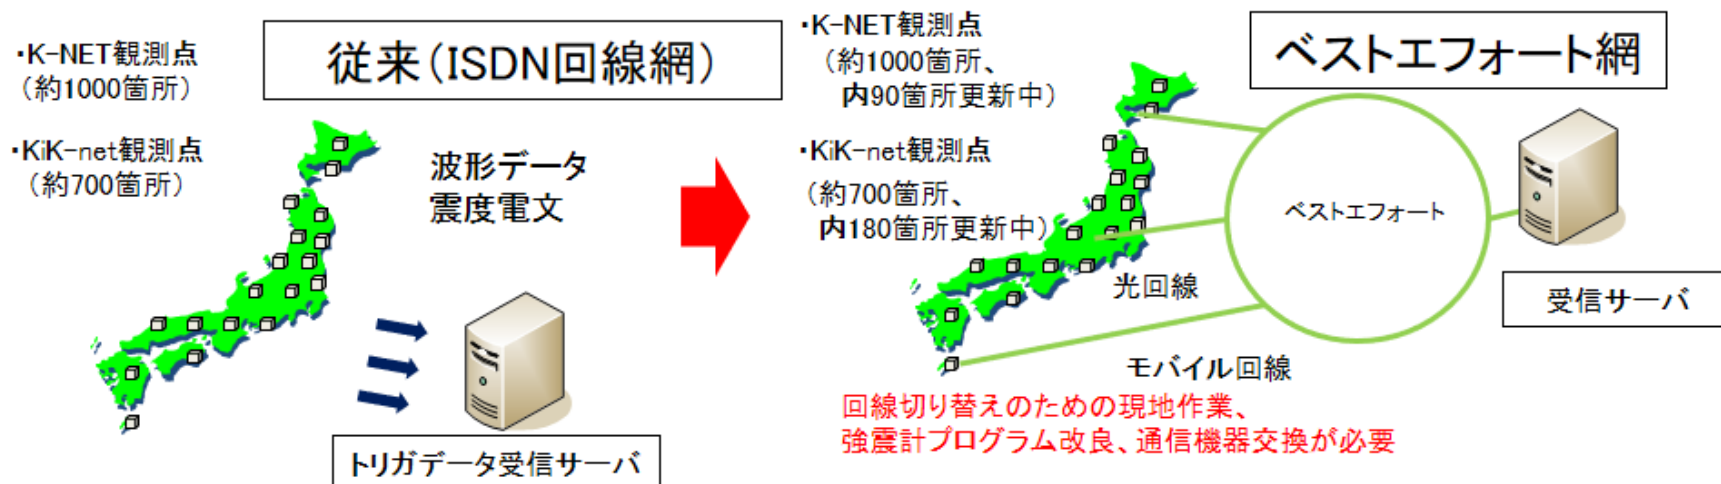 ・K-NET観測点
（約1000箇所）
・KiK-net観測点
（約700箇所）
従来（ISDN回線網）
波形データ
震度電文
トリガデータ受信サーバ
・K-NET観測点
（約1000箇所、
内90箇所更新中）
・KiK-net観測点
（約700箇所、
内180箇所更新中）
ベストエフォート網
ベストエフォート
光回線
モバイル回線
受信サーバ
回線切り替えのための現地作業、
強震計プログラム改良、通信機器交換が必要